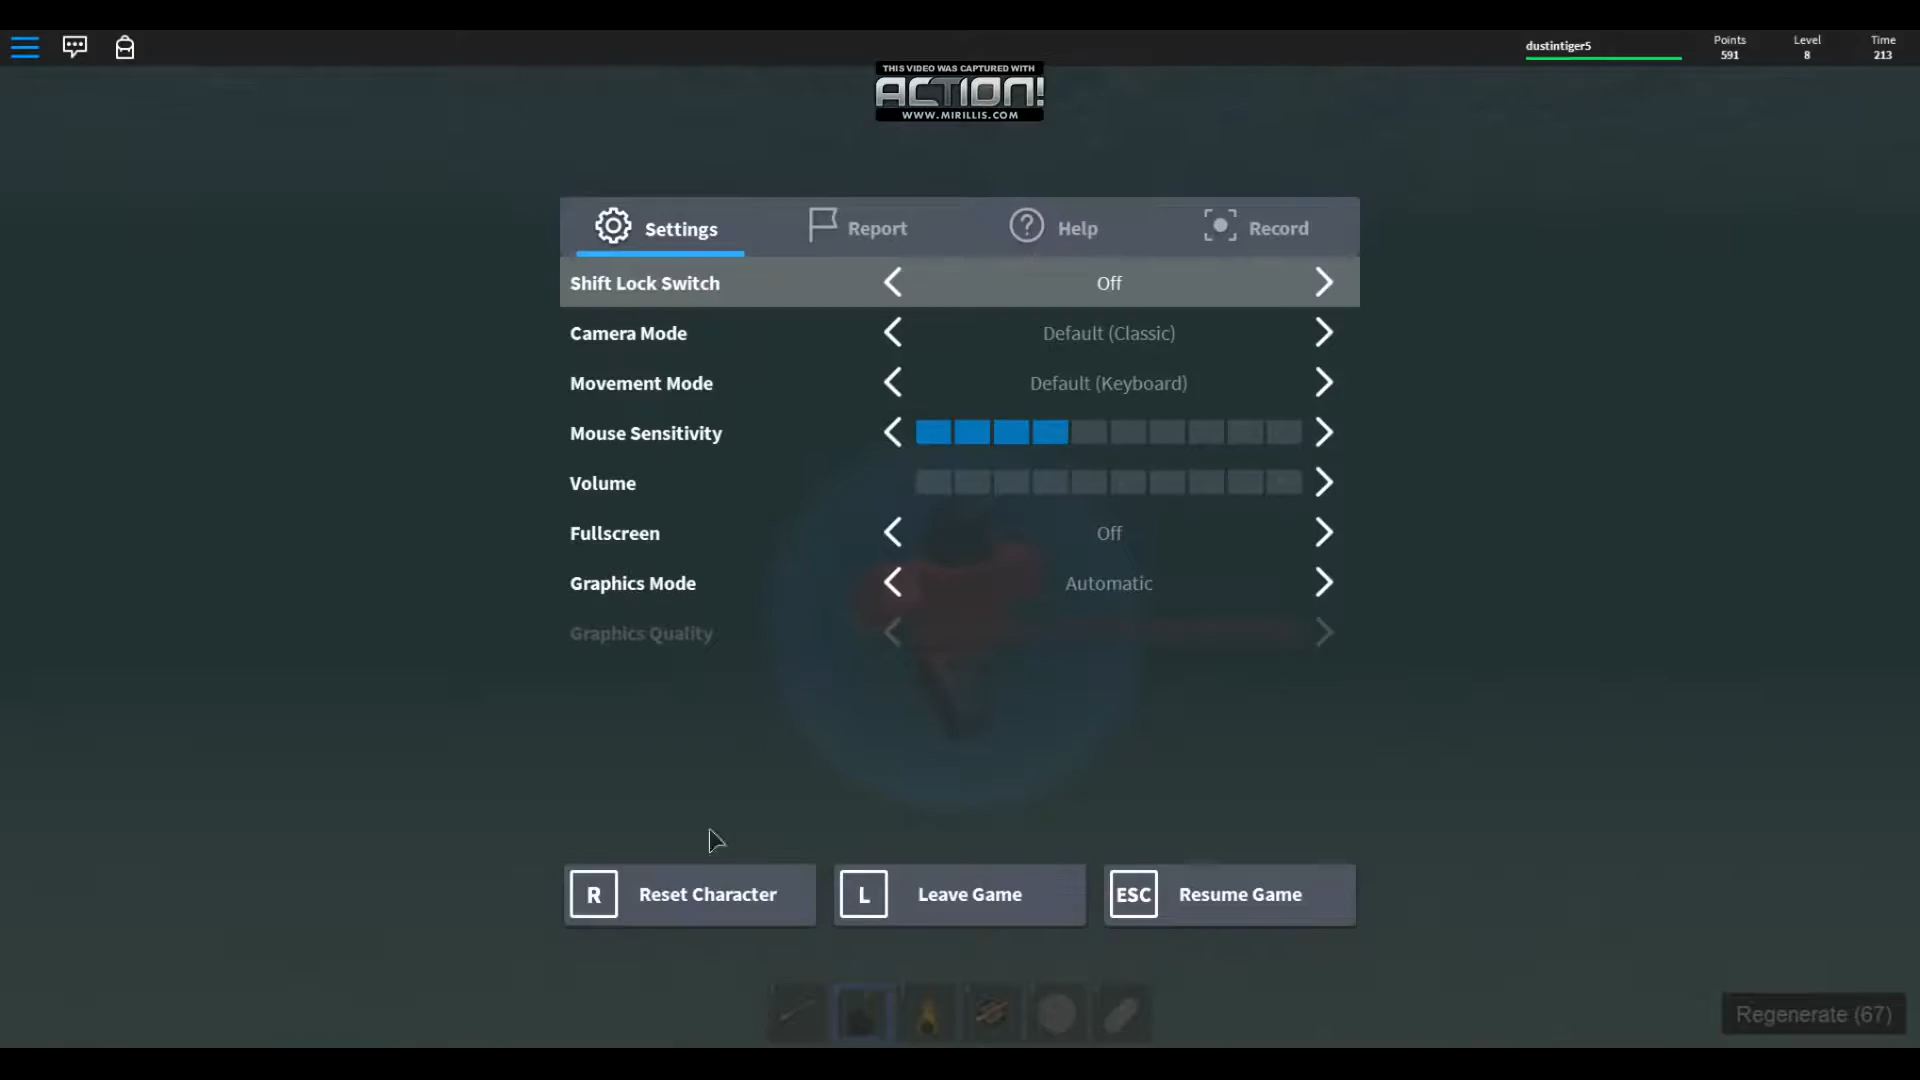 dustintiger5
Points
591
Level
8
Time
213
THIS VIDEO WAS CAPTURED WITH
ACTION!
WWW.MIRILLIS.COM
Settings
Report
Help
Record
Shift Lock Switch
Off
Camera Mode
Default (Classic)
Movement Mode
Default (Keyboard)
Mouse Sensitivity
Volume
Fullscreen
Off
Graphics Mode
Automatic
Graphics Quality
R
Reset Character
L
Leave Game
ESC
Resume Game
Regenerate (67)